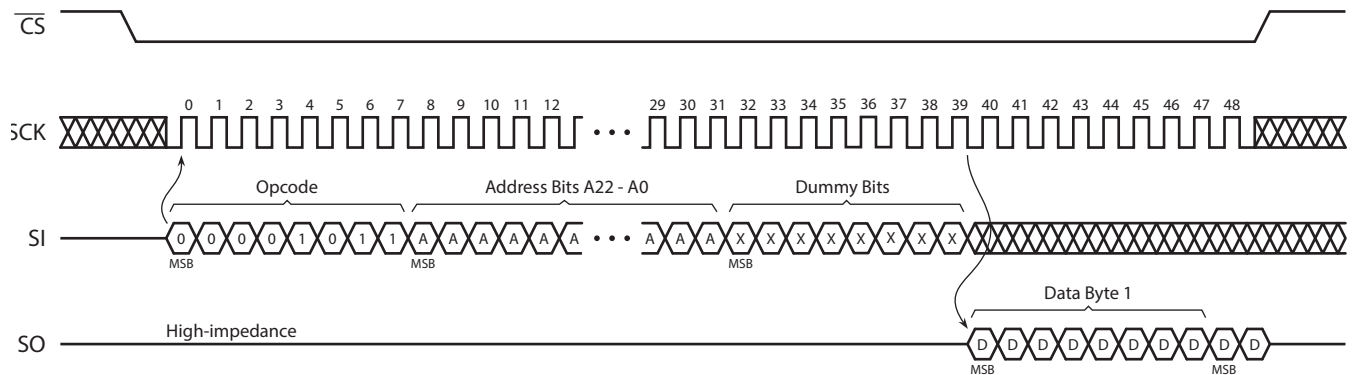 CS
0 1 2 3 4 5 6 7 8 9 10 11 12 29 30 31 32 33 34 35 36 37 38 39 40 41 42 43 44 45 46 47 48
SCK • • •
Opcode Address Bits A22 - A0 Dummy Bits
SI 0 0 0 0 1 0 1 1 A A A A A A • • • A A A X X X X X X X X
MSB MSB MSB
Data Byte 1
High-impedance
SO D D D D D D D D D D
MSB MSB